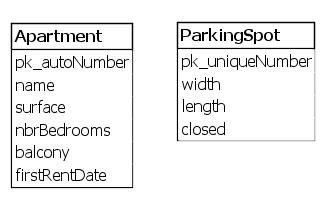 Apartment
pk_autoNumber
name
surface
nbrBedrooms
balcony
firstRentDate
ParkingSpot
pk_uniqueNumber
width
length
closed